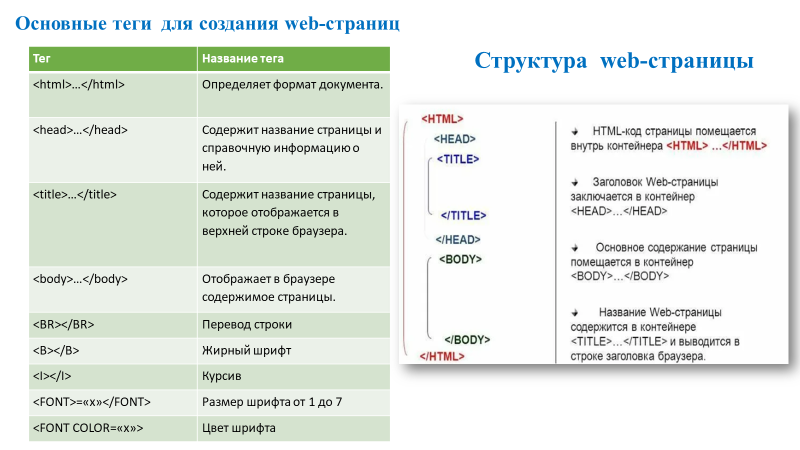 Основные теги для создания web-страниц
Тег Название тега
<html>…</html> Определяет формат документа.
<head>…</head> Содержит название страницы и
справочную информацию о
ней.
<title>…</title> Содержит название страницы,
которое отображается в
верхней строке браузера.
<body>…</body> Отображает в браузере
содержимое страницы.
<BR></BR> Перевод строки
<B></B> Жирный шрифт
<I></I> Курсив
<FONT>=«x»</FONT> Размер шрифта от 1 до 7
<FONT COLOR=«x»> Цвет шрифта
Структура web-страницы
<HTML>
<HEAD>
<TITLE>
</TITLE>
</HEAD>
<BODY>
</BODY>
</HTML>
HTML-код страницы помещается
внутрь контейнера <HTML> …</HTML>
Заголовок Web-страницы
заключается в контейнер
<HEAD>…</HEAD>
Основное содержание страницы
помещается в контейнер
<BODY>…</BODY>
Название Web-страницы
содержится в контейнере
<TITLE>…</TITLE> и выводится в
строке заголовка браузера.